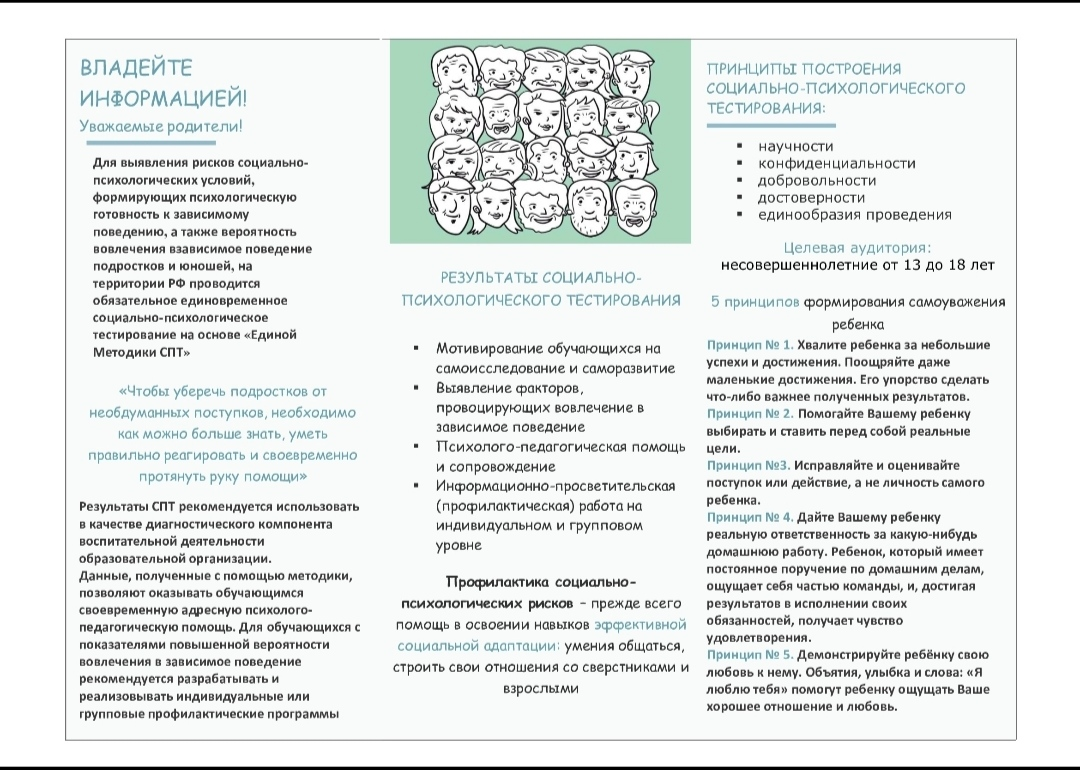 ВЛАДЕЙТЕ
ИНФОРМАЦИЕЙ!
Уважаемые родители!
Для выявления рисков социально-
психологических условий,
формирующих психологическую
готовность к зависимому
поведению, а также вероятность
вовлечения взависимое поведение
подростков и юношей, на
территории РФ проводится
обязательное единовременное
социально-психологическое
тестирование на основе «Единой
Методики СПТ»
«Чтобы уберечь подростков от
необдуманных поступков, необходимо
как можно больше знать, уметь
правильно реагировать и своевременно
протянуть руку помощи»
Результаты СПТ рекомендуется использовать
в качестве диагностического компонента
воспитательной деятельности
образовательной организации.
Данные, полученные с помощью методики,
позволяют оказывать обучающимся
своевременную адресную психолого-
педагогическую помощь. Для обучающихся с
показателями повышенной вероятности
вовлечения в зависимое поведение
рекомендуется разрабатывать и
реализовывать индивидуальные или
групповые профилактические программы
РЕЗУЛЬТАТЫ СОЦИАЛЬНО-
ПСИХОЛОГИЧЕСКОГО ТЕСТИРОВАНИЯ
▪ Мотивирование обучающихся на
самоисследование и саморазвитие
▪ Выявление факторов,
провоцирующих вовлечение в
зависимое поведение
▪ Психолого-педагогическая помощь
и сопровождение
▪ Информационно-просветительская
(профилактическая) работа на
индивидуальном и групповом
уровне
Профилактика социально-
психологических рисков – прежде всего
помощь в освоении навыков эффективной
социальной адаптации: умения общаться,
строить свои отношения со сверстниками и
взрослыми
ПРИНЦИПЫ ПОСТРОЕНИЯ
СОЦИАЛЬНО-ПСИХОЛОГИЧЕСКОГО
ТЕСТИРОВАНИЯ:
▪ научности
▪ конфиденциальности
▪ добровольности
▪ достоверности
▪ единообразия проведения
Целевая аудитория:
несовершеннолетние от 13 до 18 лет
5 принципов формирования самоуважения
ребенка
Принцип № 1. Хвалите ребенка за небольшие
успехи и достижения. Поощряйте даже
маленькие достижения. Его упорство сделать
что-либо важнее полученных результатов.
Принцип № 2. Помогайте Вашему ребенку
выбирать и ставить перед собой реальные
цели.
Принцип №3. Исправляйте и оценивайте
поступок или действие, а не личность самого
ребенка.
Принцип № 4. Дайте Вашему ребенку
реальную ответственность за какую-нибудь
домашнюю работу. Ребенок, который имеет
постоянное поручение по домашним делам,
ощущает себя частью команды, и, достигая
результатов в исполнении своих
обязанностей, получает чувство
удовлетворения.
Принцип № 5. Демонстрируйте ребёнку свою
любовь к нему. Объятия, улыбка и слова: «Я
люблю тебя» помогут ребенку ощущать Ваше
хорошее отношение и любовь.